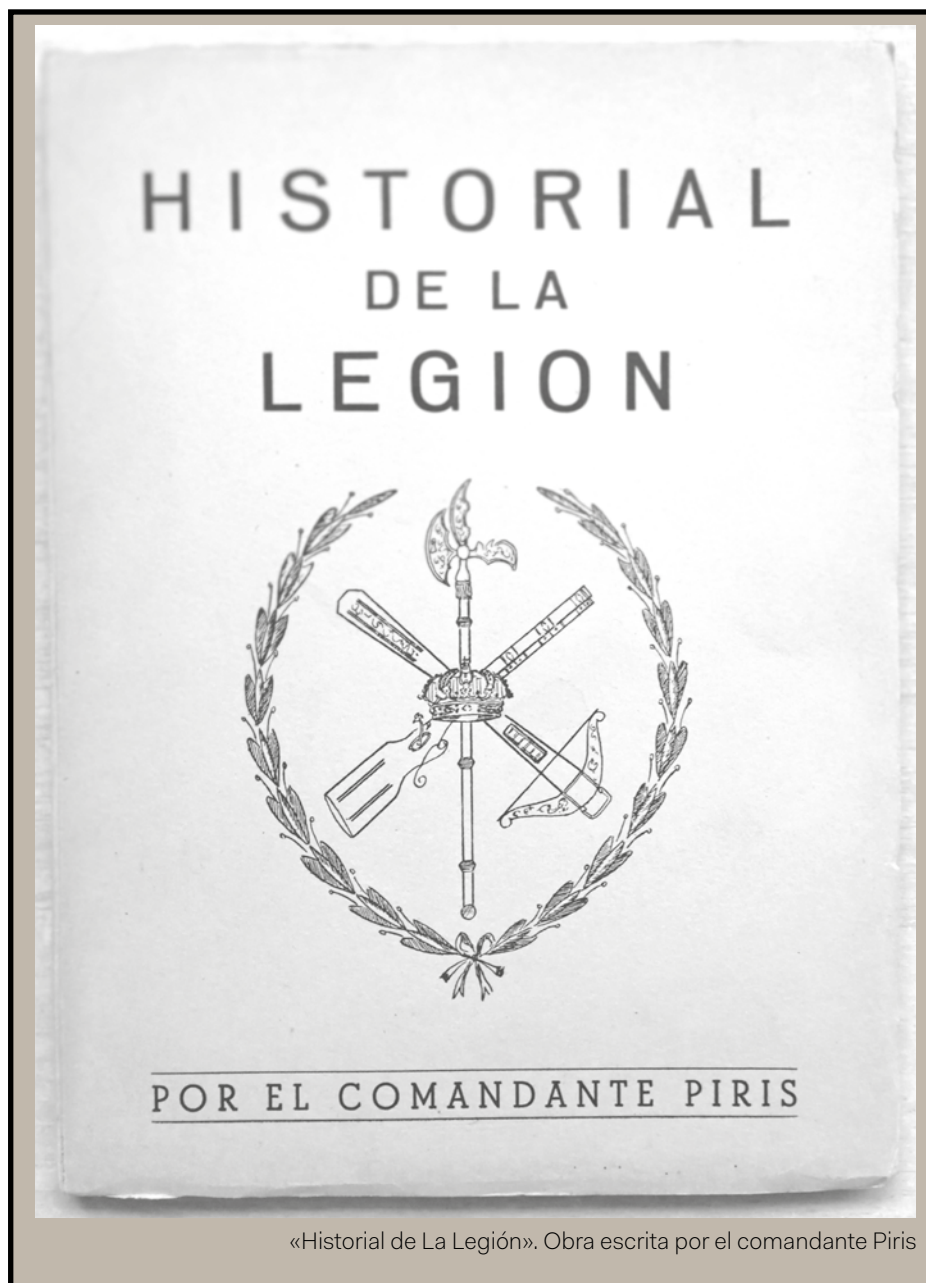 HISTORIAL
DE LA
LEGION
POR EL COMANDANTE PIRIS
«Historial de La Legión». Obra escrita por el comandante Piris